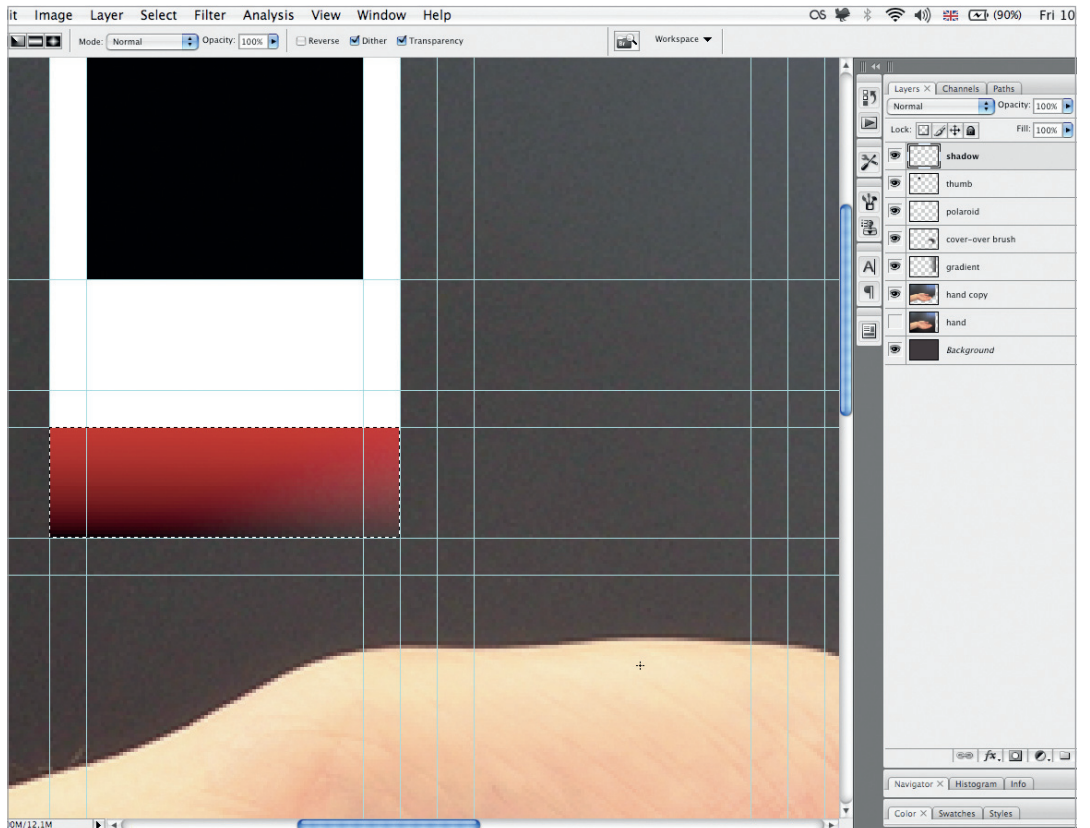 it Image Layer Select Filter Analysis View Window Help (90%) Fri 10
Mode: Normal Opacity: 100% Reverse Dither Transparency Workspace
Layers × Channels Paths
Normal Opacity: 100%
Lock: Fill: 100%
shadow
thumb
polaroid
cover-over brush
gradient
hand copy
hand
Background
fx.
Navigator × Histogram Info
Color × Swatches Styles
0M/12.1M